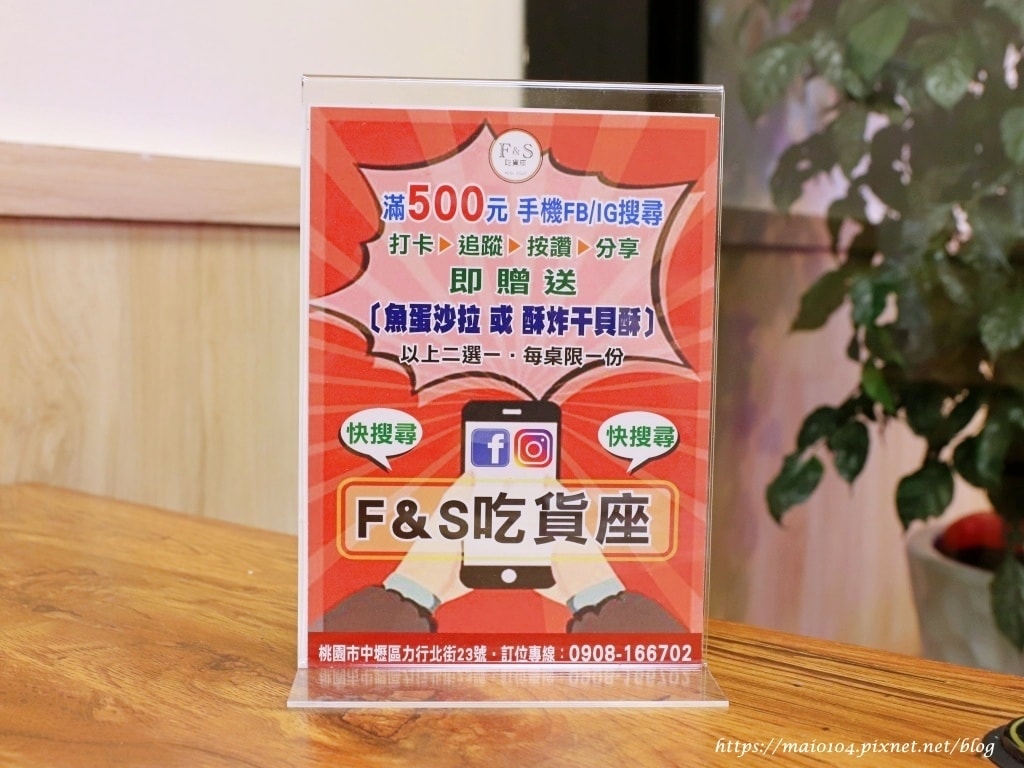 F&S
吃貨座
滿500元 手機FB/IG搜尋
打卡▶追蹤▶按讚▶分享
即贈送
〔魚蛋沙拉 或 酥炸干貝酥〕
以上二選一・每桌限一份
快搜尋
快搜尋
F&S吃貨座
桃園市中壢區力行北街23號・訂位專線：0908-166702
https://maio104.pixnet.net/blog